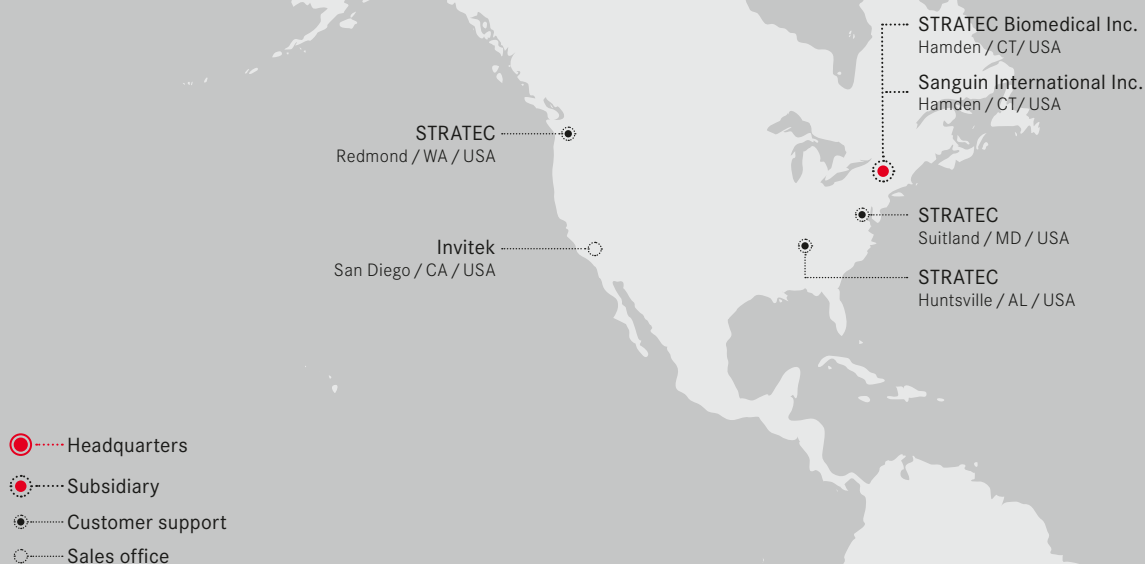 STRATEC Biomedical Inc.
Hamden / CT/ USA
Sanguin International Inc.
Hamden / CT/ USA
STRATEC
Redmond / WA / USA
STRATEC
Suitland / MD / USA
Invitek
San Diego / CA / USA
STRATEC
Huntsville / AL / USA
Headquarters
Subsidiary
Customer support
Sales office